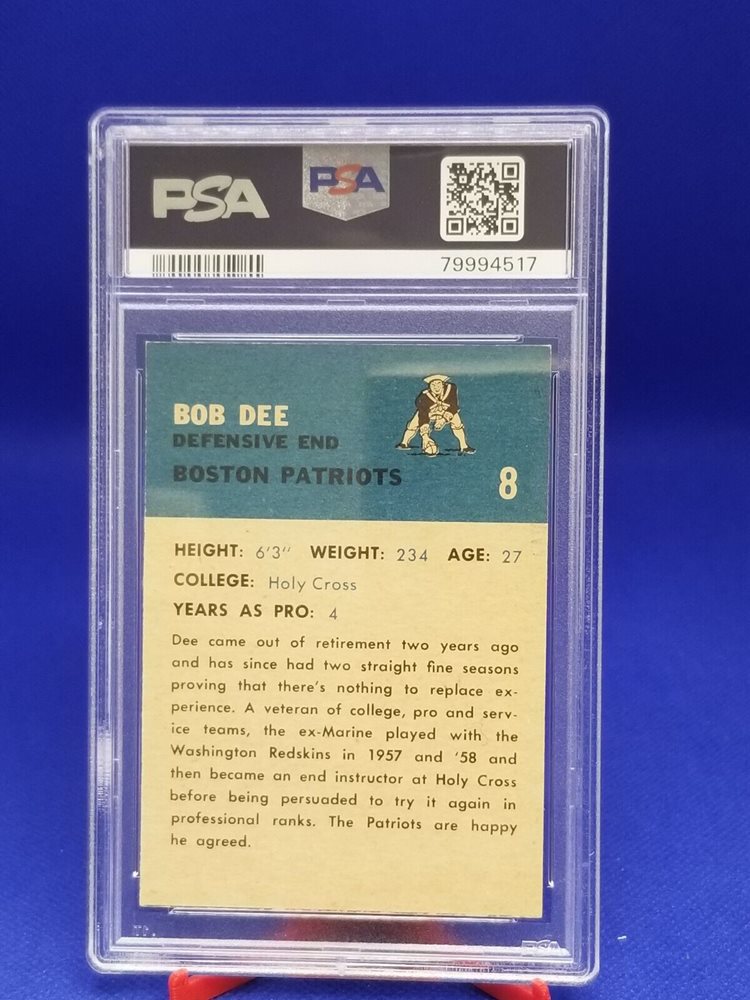 PSA
PSA
79994517
BOB DEE
DEFENSIVE END
BOSTON PATRIOTS
8
HEIGHT: 6'3" WEIGHT: 234 AGE: 27
COLLEGE: Holy Cross
YEARS AS PRO: 4
Dee came out of retirement two years ago
and has since had two straight fine seasons
proving that there's nothing to replace ex-
perience. A veteran of college, pro and serv-
ice teams, the ex-Marine played with the
Washington Redskins in 1957 and '58 and
then became an end instructor at Holy Cross
before being persuaded to try it again in
professional ranks. The Patriots are happy
he agreed.
PSA